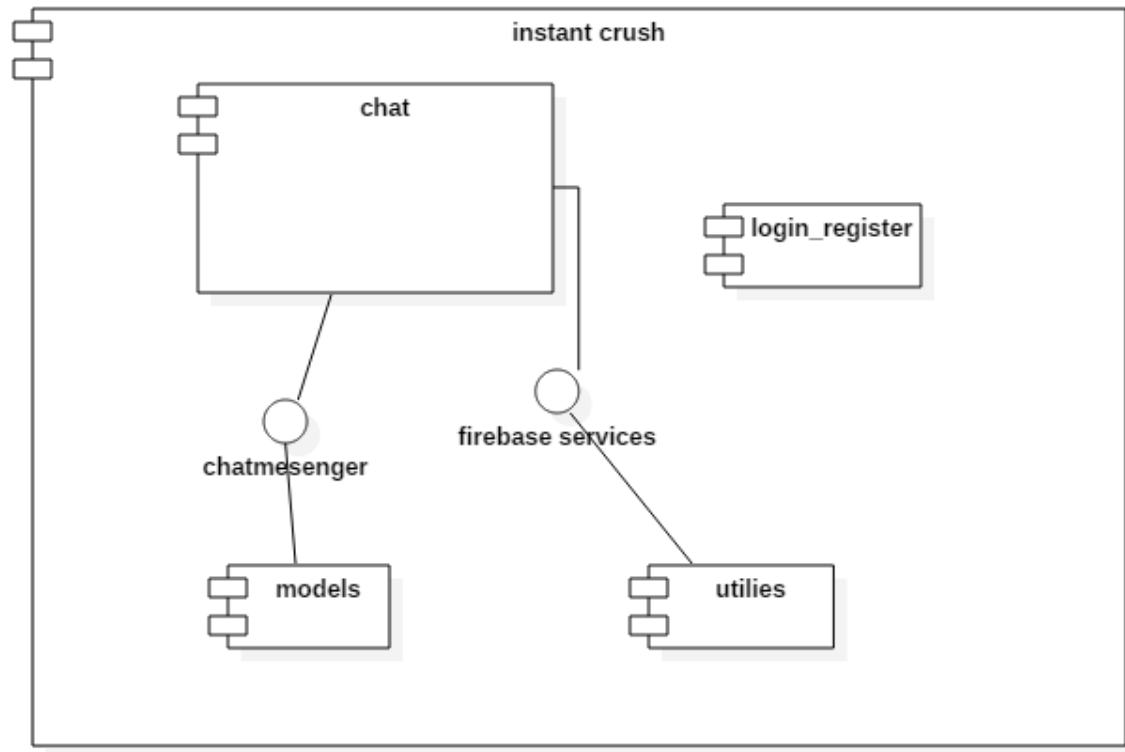 instant crush
chat
login_register
firebase services
chatmesenger
models
utilies